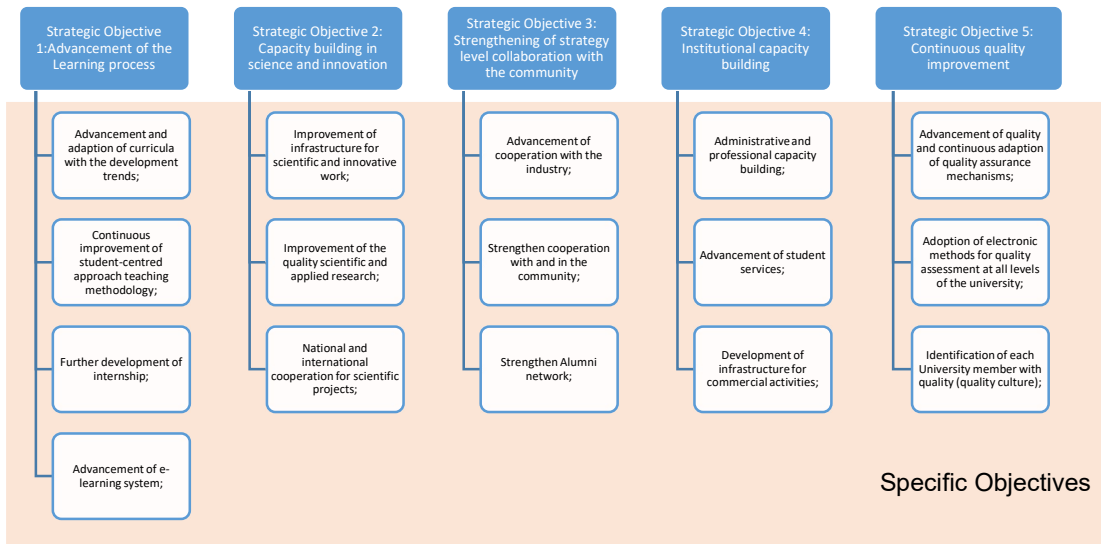 Strategic Objective
1:Advancement of the
Learning process
Advancement and
adaption of curricula
with the development
trends;
Continuous
improvement of
student-centred
approach teaching
methodology;
Further development of
internship;
Advancement of e-
learning system;
Strategic Objective 2:
Capacity building in
science and innovation
Improvement of
infrastructure for
scientific and innovative
work;
Improvement of the
quality scientific and
applied research;
National and
international
cooperation for scientific
projects;
Strategic Objective 3:
Strengthening of strategy
level collaboration with
the community
Advancement of
cooperation with the
industry;
Strengthen cooperation
with and in the
community;
Strengthen Alumni
network;
Strategic Objective 4:
Institutional capacity
building
Administrative and
professional capacity
building;
Advancement of student
services;
Development of
infrastructure for
commercial activities;
Strategic Objective 5:
Continuous quality
improvement
Advancement of quality
and continuous adaption
of quality assurance
mechanisms;
Adoption of electronic
methods for quality
assessment at all levels
of the university;
Identification of each
University member with
quality (quality culture);
Specific Objectives